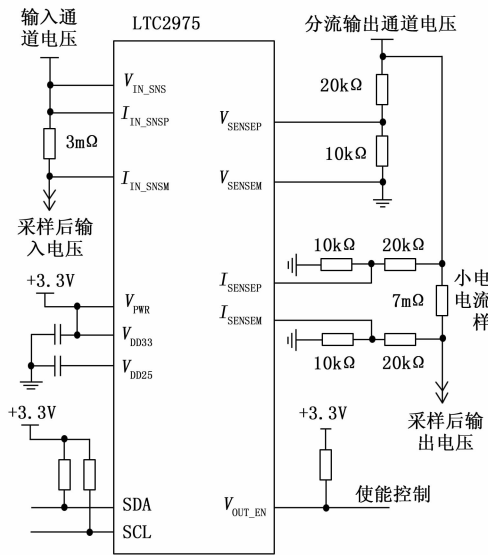 输入通
道电压
LTC2975
分流输出通道电压
V_IN_SNS
I_IN_SNSP
3mΩ
I_IN_SNSM
采样后输
入电压
20kΩ
V_SENSEP
10kΩ
V_SENSEM
10kΩ 20kΩ
I_SENSEP
I_SENSEM
7mΩ
小电
电流
样
10kΩ 20kΩ
采样后输
出电压
+3.3V
V_PWR
V_DD33
V_DD25
+3.3V
SDA
SCL
+3.3V
V_OUT_EN
使能控制